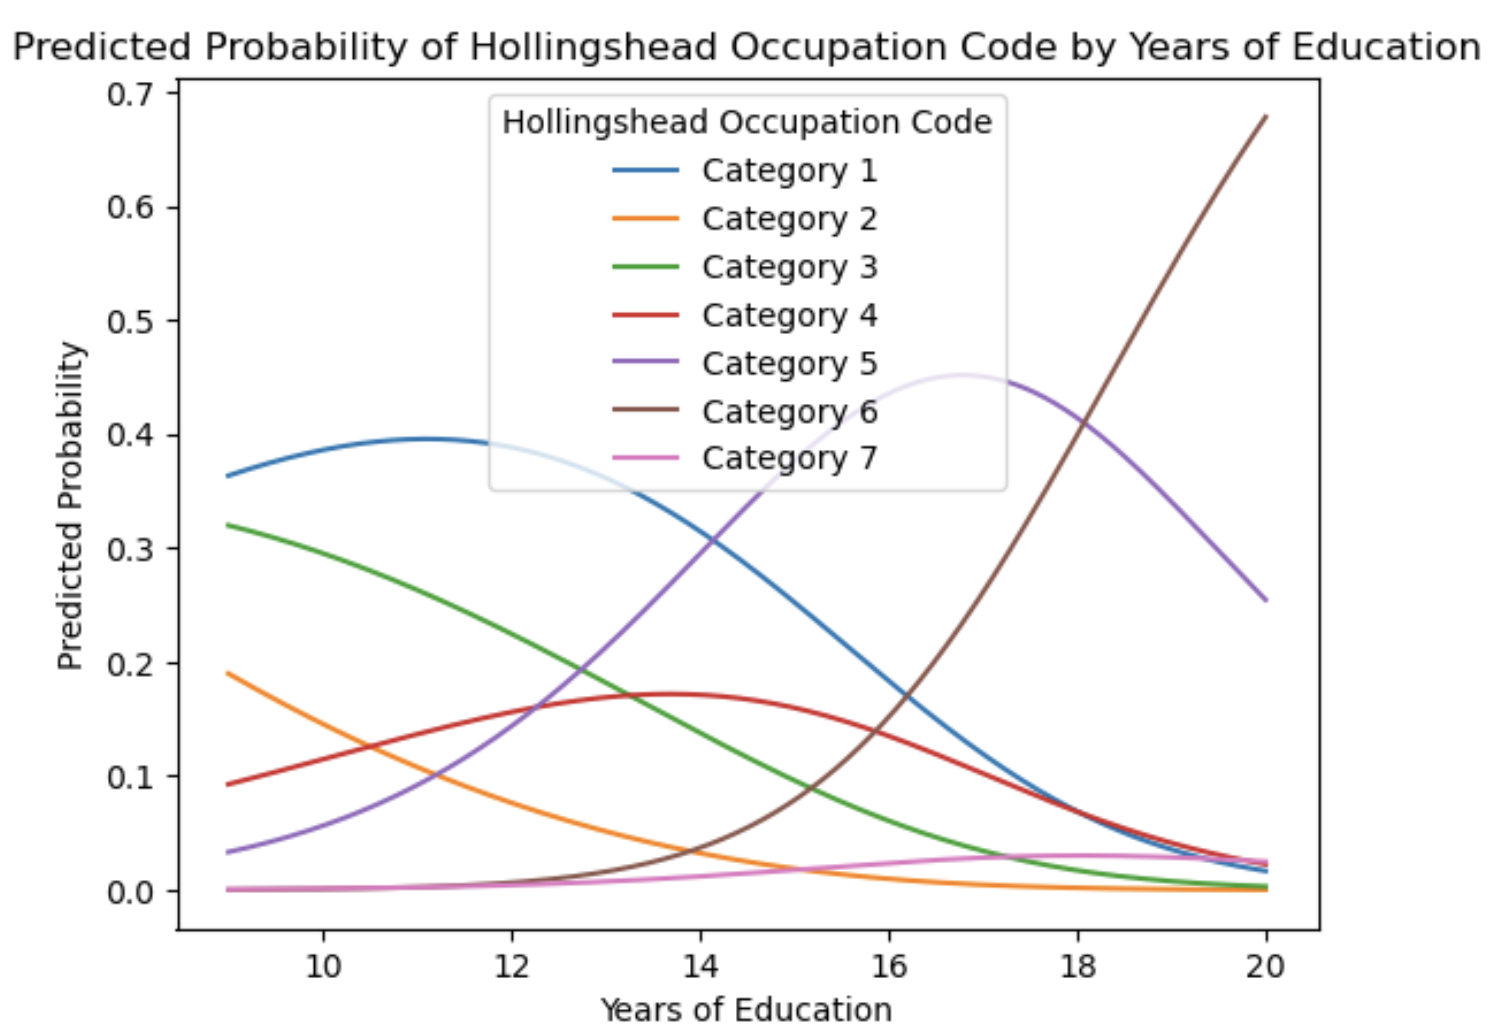 Predicted Probability of Hollingshead Occupation Code by Years of Education
Hollingshead Occupation Code
Category 1
Category 2
Category 3
Category 4
Category 5
Category 6
Category 7
Predicted Probability
0.7
0.6
0.5
0.4
0.3
0.2
0.1
0.0
10 12 14 16 18 20
Years of Education